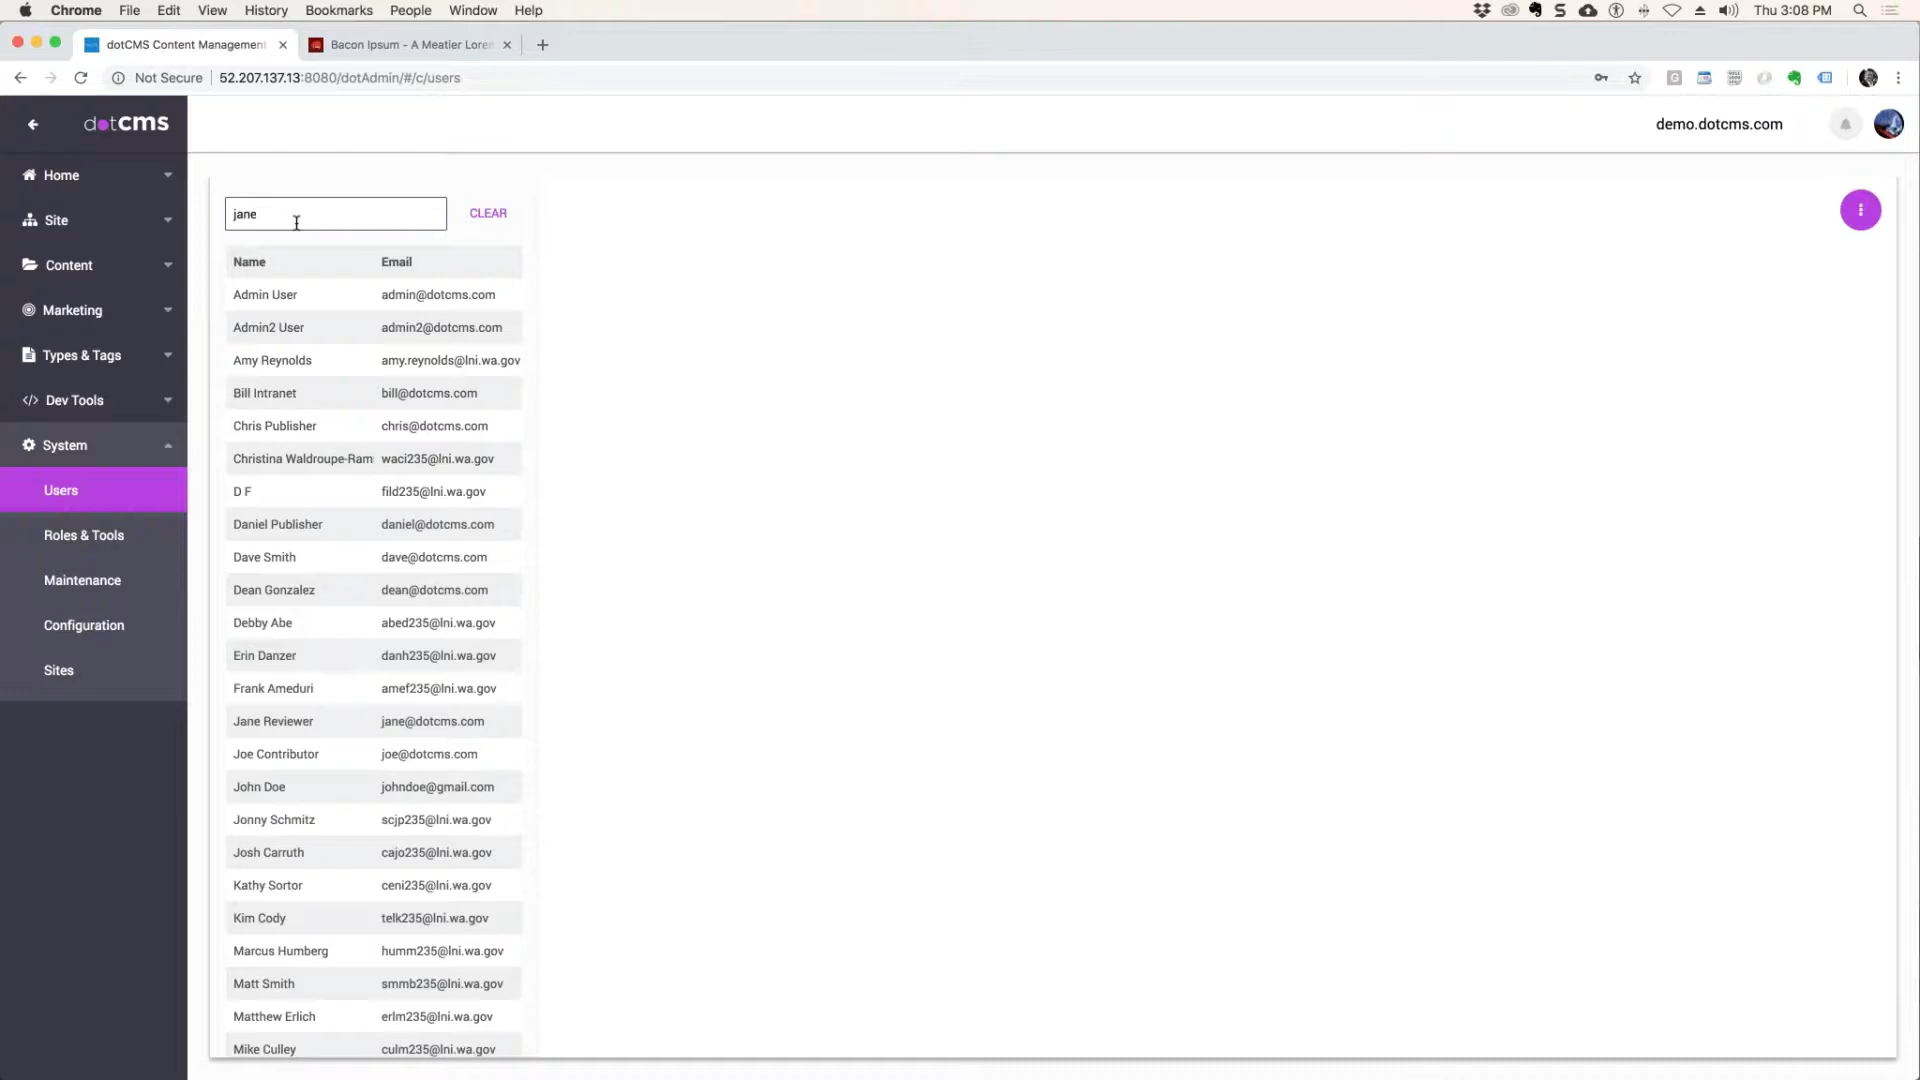 Chrome File Edit View History Bookmarks People Window Help Thu 3:08 PM
dotCMS Content Management
Bacon Ipsum - A Meatier Lorem
Not Secure 52.207.137.13:8080/dotAdmin/#/c/users
dotCMS
demo.dotcms.com
Home
Site
Content
Marketing
Types & Tags
Dev Tools
System
Users
Roles & Tools
Maintenance
Configuration
Sites
jane CLEAR
Name Email
Admin User admin@dotcms.com
Admin2 User admin2@dotcms.com
Amy Reynolds amy.reynolds@lni.wa.gov
Bill Intranet bill@dotcms.com
Chris Publisher chris@dotcms.com
Christina Waldroupe-Ram waci235@lni.wa.gov
D F fild235@lni.wa.gov
Daniel Publisher daniel@dotcms.com
Dave Smith dave@dotcms.com
Dean Gonzalez dean@dotcms.com
Debby Abe abed235@lni.wa.gov
Erin Danzer danh235@lni.wa.gov
Frank Ameduri amef235@lni.wa.gov
Jane Reviewer jane@dotcms.com
Joe Contributor joe@dotcms.com
John Doe johndoe@gmail.com
Jonny Schmitz scjp235@lni.wa.gov
Josh Carruth cajo235@lni.wa.gov
Kathy Sortor ceni235@lni.wa.gov
Kim Cody telk235@lni.wa.gov
Marcus Humberg humm235@lni.wa.gov
Matt Smith smmb235@lni.wa.gov
Matthew Erlich erlm235@lni.wa.gov
Mike Culley culm235@lni.wa.gov